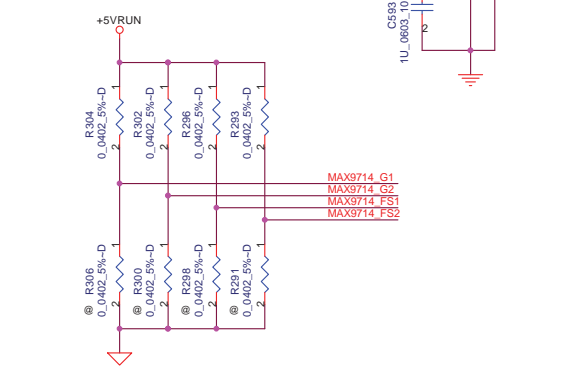 +5VRUN
C593
1U_0603_10
2
1
R304
0_0402_5%~D
2
1
R302
0_0402_5%~D
2
1
R296
0_0402_5%~D
2
1
R293
0_0402_5%~D
2
MAX9714_G1
MAX9714_G2
MAX9714_FS1
MAX9714_FS2
1
R306
0_0402_5%~D
@
2
1
R300
0_0402_5%~D
@
2
1
R298
0_0402_5%~D
@
2
1
R291
0_0402_5%~D
@
2